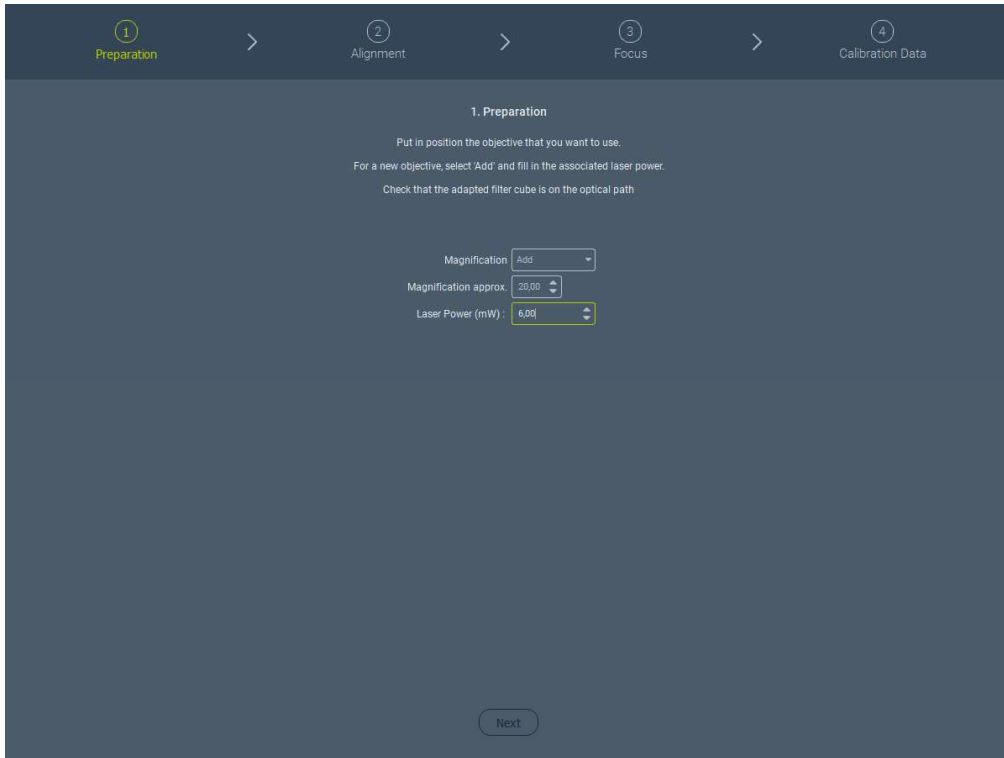 1
Preparation
2
Alignment
3
Focus
4
Calibration Data
1. Preparation
Put in position the objective that you want to use.
For a new objective, select 'Add' and fill in the associated laser power.
Check that the adapted filter cube is on the optical path
Magnification Add
Magnification approx. 20,00
Laser Power (mW) : 6,00
Next